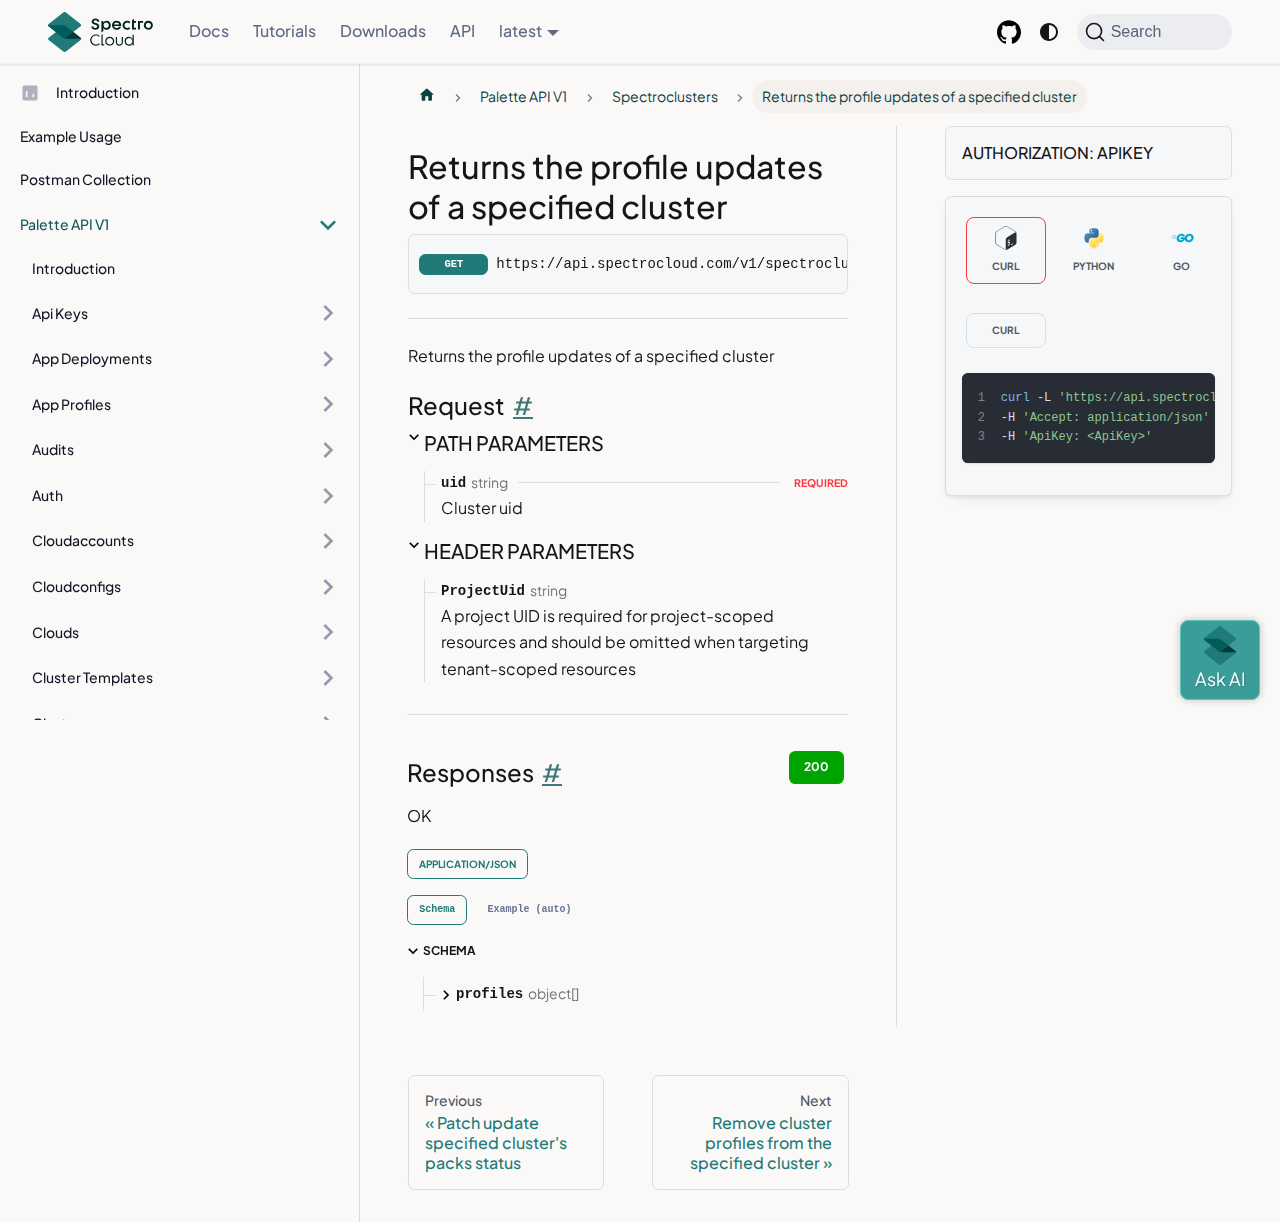 Spectro
Cloud
Docs
Tutorials
Downloads
API
latest
Search
Introduction
Example Usage
Postman Collection
Palette API V1
Introduction
Api Keys
App Deployments
App Profiles
Audits
Auth
Cloudaccounts
Cloudconfigs
Clouds
Cluster Templates
Palette API V1
Spectroclusters
Returns the profile updates of a specified cluster
Returns the profile updates
of a specified cluster
GET https://api.spectrocloud.com/v1/spectroclu
Returns the profile updates of a specified cluster
Request #
PATH PARAMETERS
uid string REQUIRED
Cluster uid
HEADER PARAMETERS
ProjectUid string
A project UID is required for project-scoped
resources and should be omitted when targeting
tenant-scoped resources
Responses #
200
OK
APPLICATION/JSON
Schema Example (auto)
SCHEMA
profiles object[]
Previous
« Patch update
specified cluster's
packs status
Next
Remove cluster
profiles from the
specified cluster »
AUTHORIZATION: APIKEY
CURL PYTHON GO
CURL
1 curl -L 'https://api.spectrocl
2 -H 'Accept: application/json'
3 -H 'ApiKey: <ApiKey>'
Ask AI